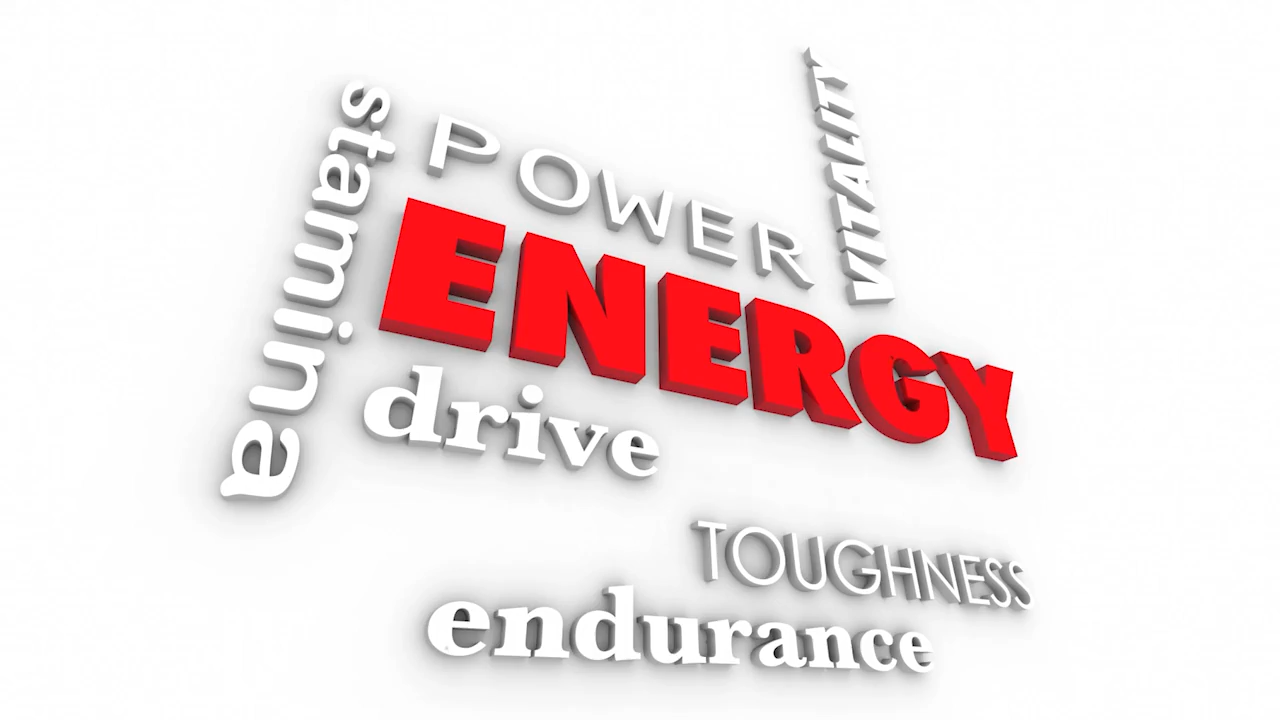 stamina
POWER
VITALITY
ENERGY
drive
TOUGHNESS
endurance